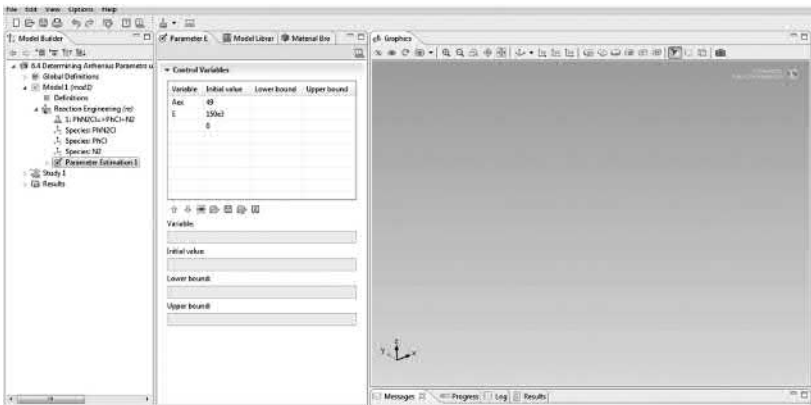 File Edit View Options Help
Model Builder
6.4 Determining Arrhenius Parametrs u
Global Definitions
Model 1 (mod1)
Definitions
Reaction Engineering (re)
1: PhN2Cl=>PhCl+N2
Species: PhN2Cl
Species: PhCl
Species: N2
Parameter Estimation 1
Study 1
Results
Parameter E
Model Librar
Material Bro
Control Variables
Variable Initial value Lower bound Upper bound
Aex 49
E 150e3
0
Variable:
Initial value:
Lower bound:
Upper bound:
Graphics
y z x
Messages Progress Log Results